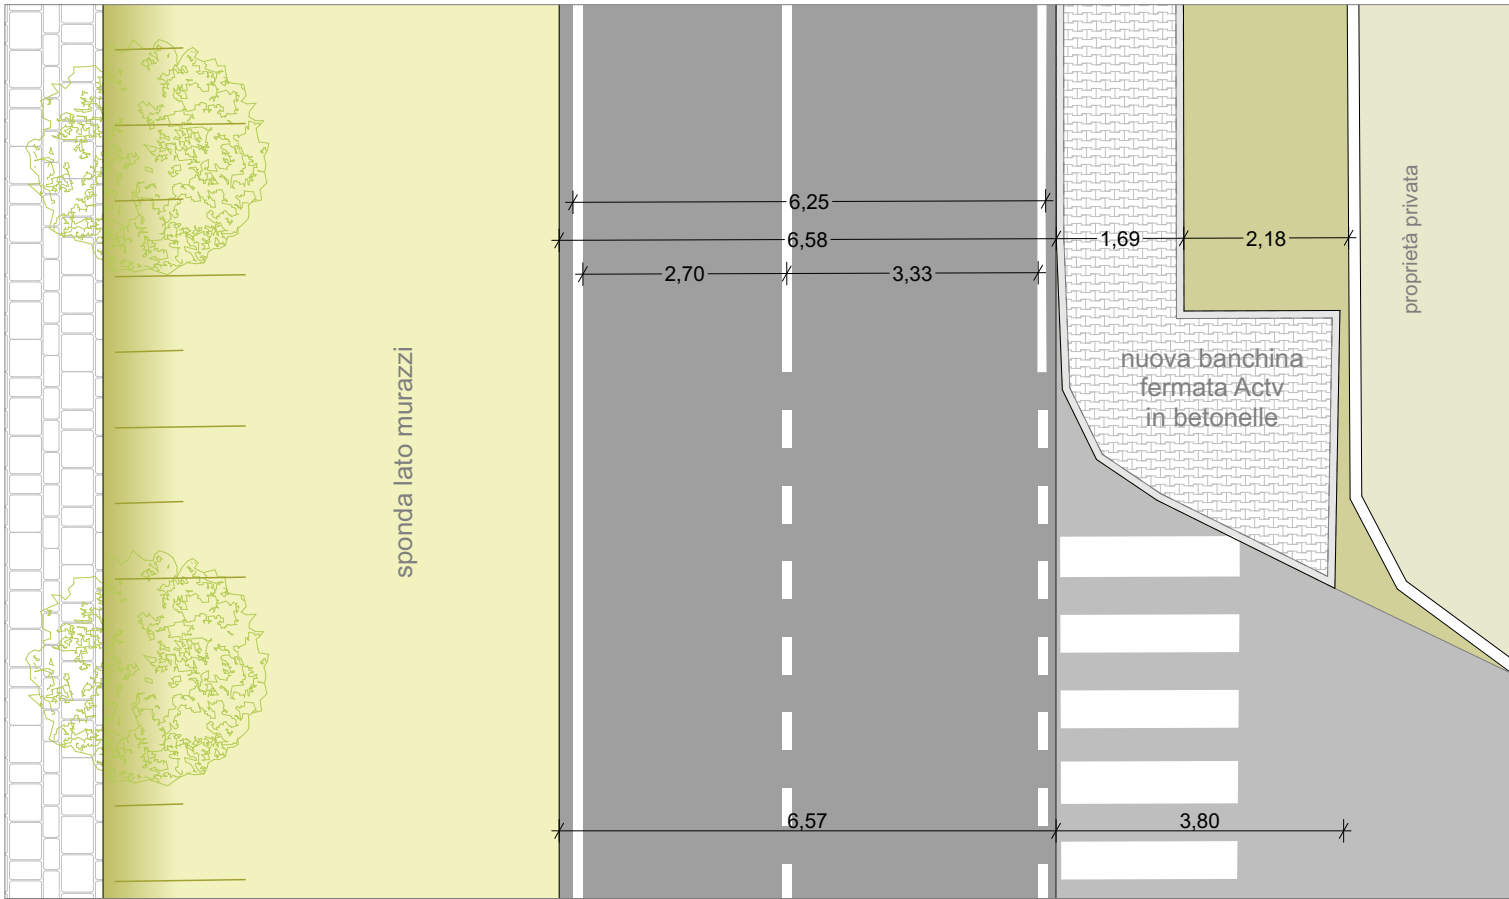 6,25
6,58
1,69
2,18
2,70
3,33
proprietà privata
sponda lato murazzi
nuova banchina
fermata Actv
in betonelle
6,57
3,80